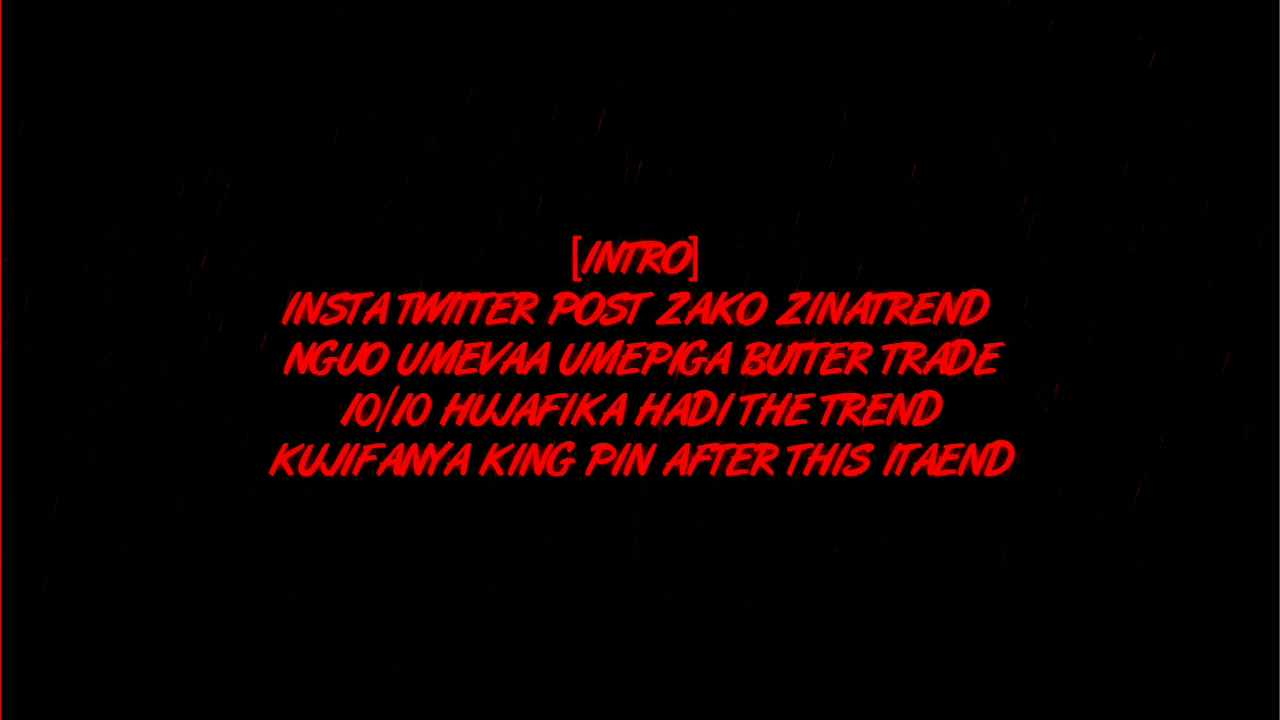 [INTRO]
INSTA TWITTER POST ZAKO ZINATREND
NGUO UMEVAA UMEPIGA BUTTER TRADE
10/10 HUJAFIKA HADI THE TREND
KUJIFANYA KING PIN AFTER THIS ITAEND